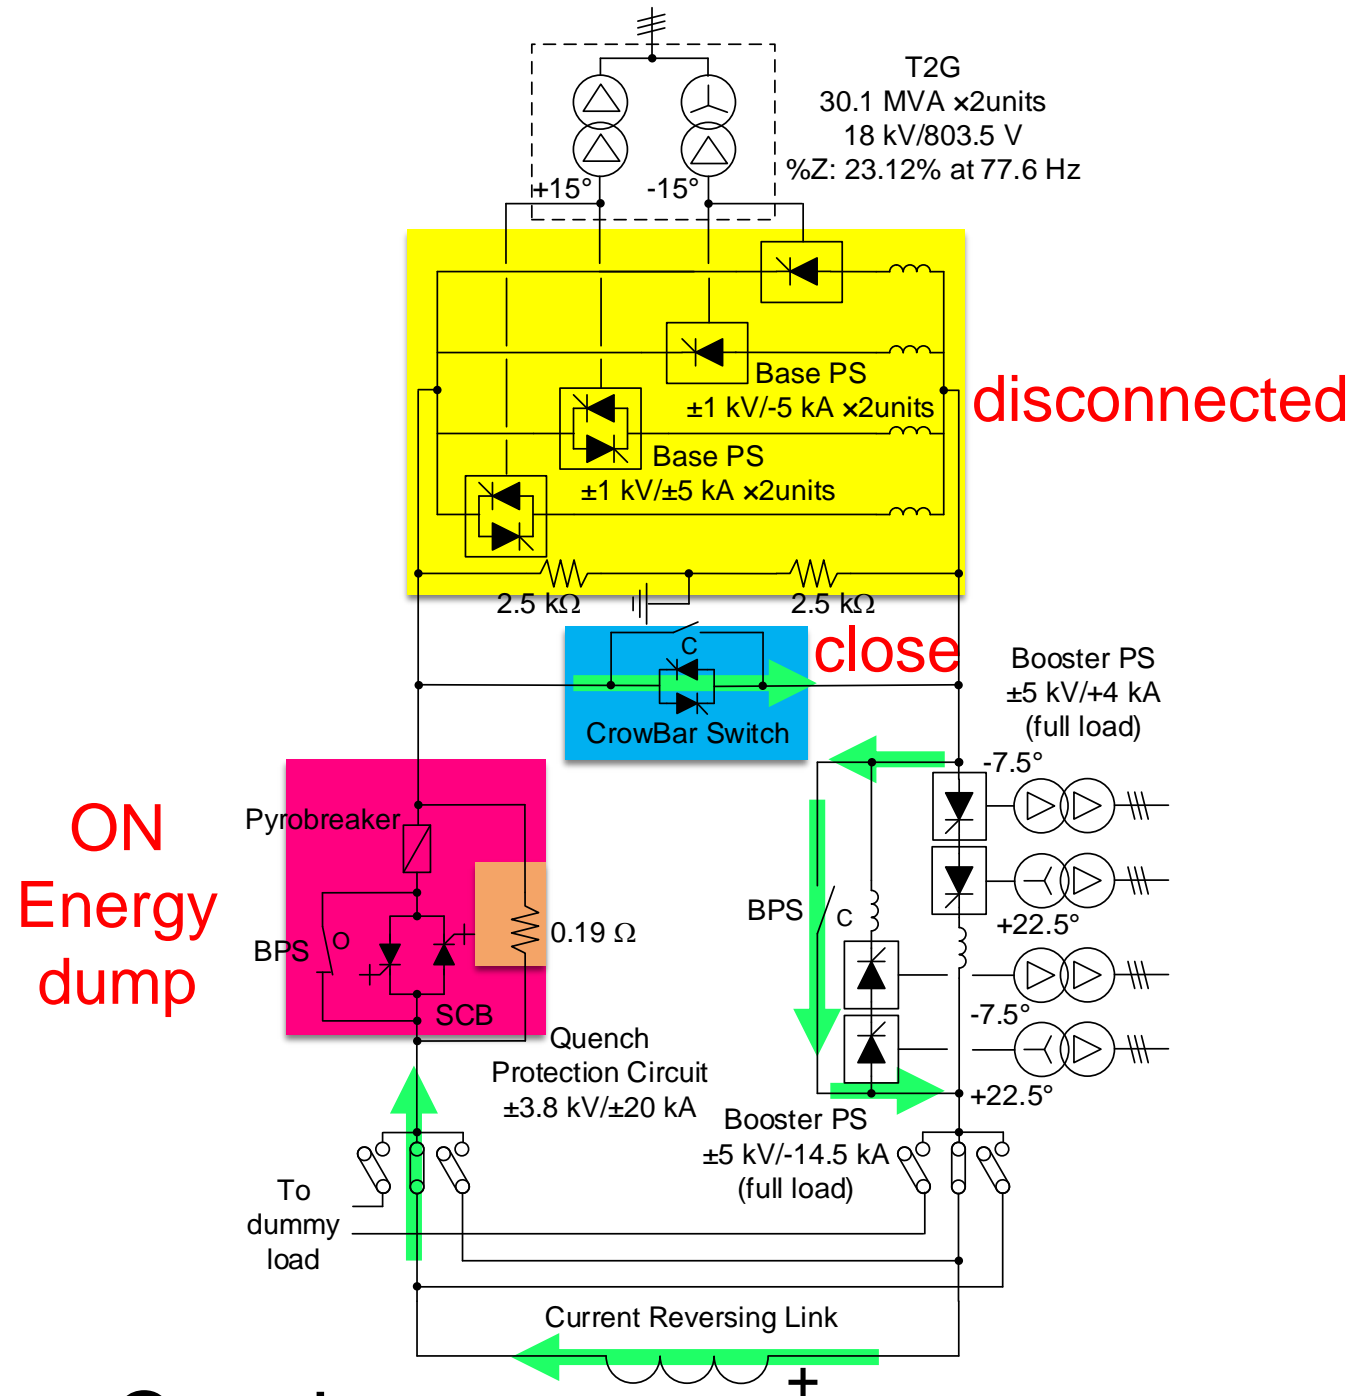 T2G
30.1 MVA ×2units
18 kV/803.5 V
%Z: 23.12% at 77.6 Hz
+15°
-15°
Base PS
±1 kV/-5 kA ×2units
disconnected
Base PS
±1 kV/±5 kA ×2units
2.5 kΩ
2.5 kΩ
C
close
CrowBar Switch
Booster PS
±5 kV/+4 kA
(full load)
-7.5°
ON
Energy
dump
Pyrobreaker
BPS
O
0.19 Ω
SCB
BPS
C
+22.5°
-7.5°
+22.5°
Quench
Protection Circuit
±3.8 kV/±20 kA
Booster PS
±5 kV/-14.5 kA
(full load)
To
dummy
load
Current Reversing Link
+